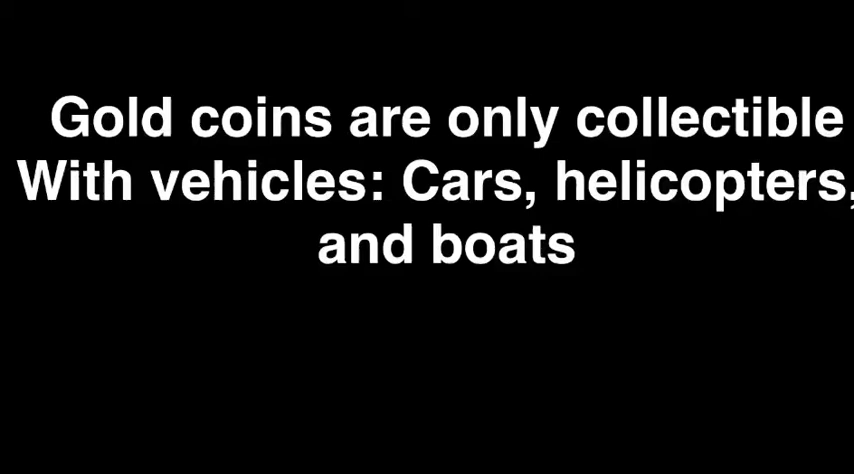 Gold coins are only collectible
With vehicles: Cars, helicopters,
and boats